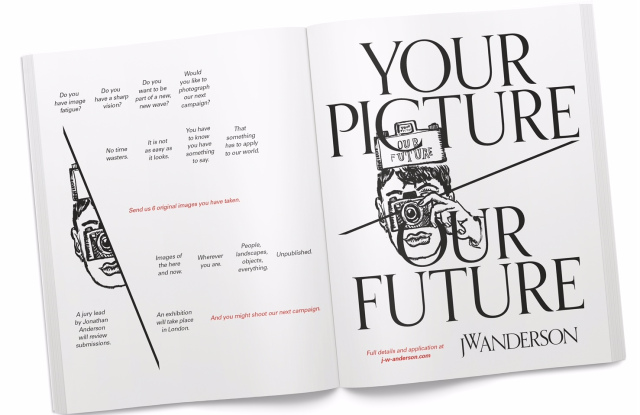 Do you
have image
fatigue?
Do you
have a sharp
vision?
Do you
want to be
part of a new,
new wave?
Would
you like to
photograph
our next
campaign?
No time
wasters.
It is not
as easy as
it looks.
You have
to know
you have
something
to say.
That
something
has to apply
to our world.
Send us 6 original images you have taken.
Images of
the here
and now.
Wherever
you are.
People,
landscapes,
objects,
everything.
Unpublished.
A jury lead
by Jonathan
Anderson
will review
submissions.
An exhibition
will take place
in London.
And you might shoot our next campaign.
YOUR
PICTURE
OUR
FUTURE
OUR
FUTURE
Full details and application at
j-w-anderson.com
JWANDERSON